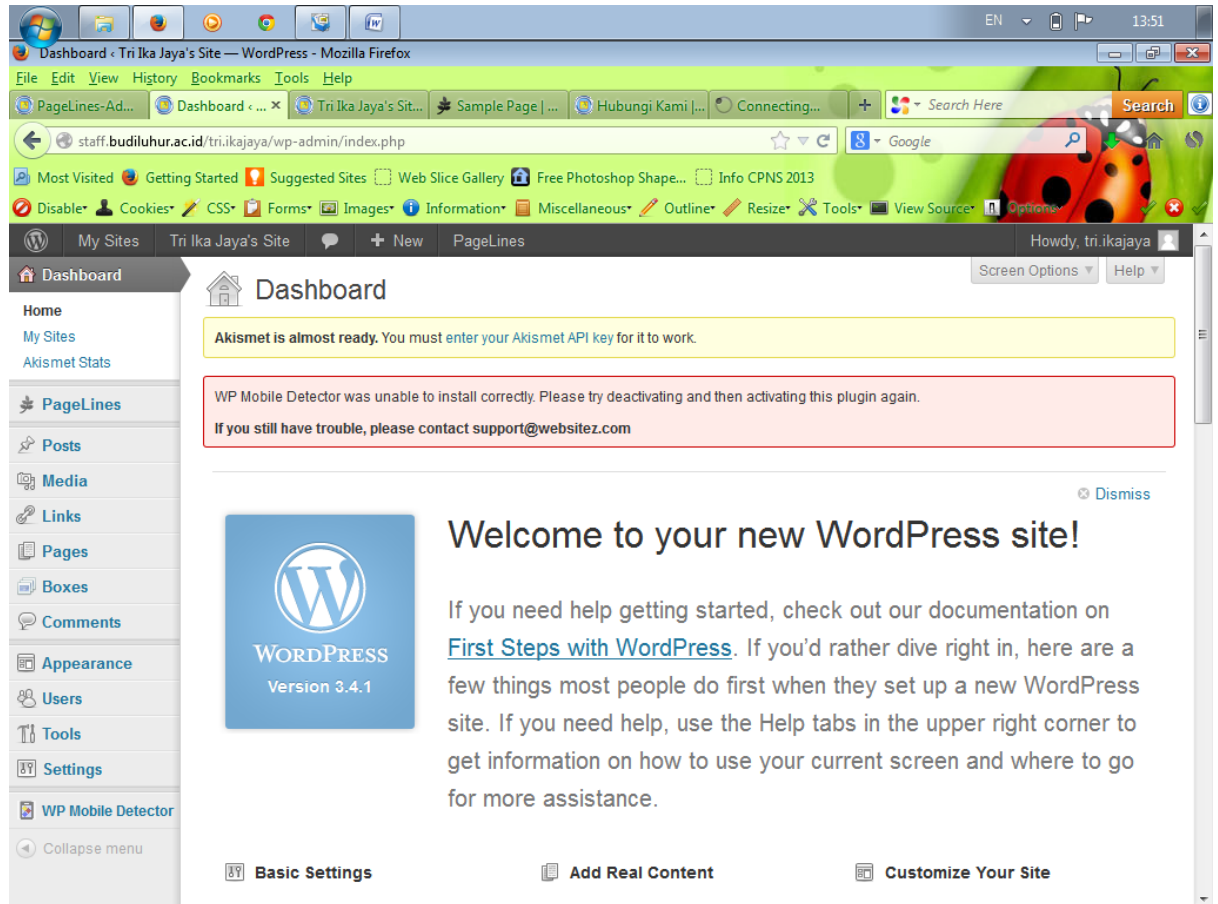 EN 13:51
Dashboard ‹ Tri Ika Jaya's Site — WordPress - Mozilla Firefox
File Edit View History Bookmarks Tools Help
PageLines-Ad... Dashboard ‹ ... × Tri Ika Jaya's Sit... Sample Page | ... Hubungi Kami |... Connecting... + Search Here Search
staff.budiluhur.ac.id/tri.ikajaya/wp-admin/index.php Google
Most Visited Getting Started Suggested Sites Web Slice Gallery Free Photoshop Shape... Info CPNS 2013
Disable Cookies CSS Forms Images Information Miscellaneous Outline Resize Tools View Source Options
My Sites Tri Ika Jaya's Site + New PageLines Howdy, tri.ikajaya
Screen Options Help
Dashboard
Home
My Sites
Akismet Stats
PageLines
Posts
Media
Links
Pages
Boxes
Comments
Appearance
Users
Tools
Settings
WP Mobile Detector
Collapse menu
Dashboard
Akismet is almost ready. You must enter your Akismet API key for it to work.
WP Mobile Detector was unable to install correctly. Please try deactivating and then activating this plugin again.
If you still have trouble, please contact support@websitez.com
Dismiss
WORDPRESS
Version 3.4.1
Welcome to your new WordPress site!
If you need help getting started, check out our documentation on
First Steps with WordPress. If you’d rather dive right in, here are a
few things most people do first when they set up a new WordPress
site. If you need help, use the Help tabs in the upper right corner to
get information on how to use your current screen and where to go
for more assistance.
Basic Settings Add Real Content Customize Your Site